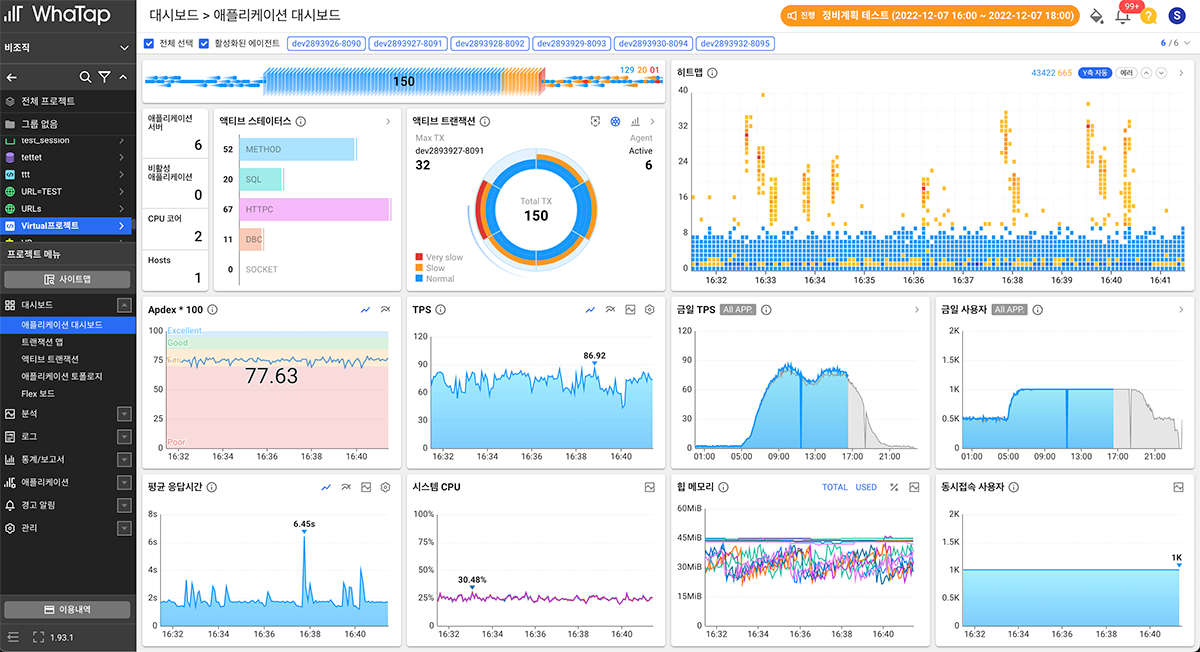 WhaTap
대시보드 > 애플리케이션 대시보드
진행 정비계획 테스트 (2022-12-07 16:00 ~ 2022-12-07 18:00)
99+
?
S
비조직
전체 선택
활성화된 에이전트
dev2893926-8090
dev2893927-8091
dev2893928-8092
dev2893929-8093
dev2893930-8094
dev2893932-8095
6 / 6
전체 프로젝트
그룹 없음
test_session
tettet
ttt
URL=TEST
URLs
Virtual프로젝트
프로젝트 메뉴
사이트맵
대시보드
애플리케이션 대시보드
트랜잭션 맵
액티브 트랜잭션
애플리케이션 토폴로지
Flex 보드
분석
로그
통계/보고서
애플리케이션
경고 알림
관리
이용내역
1.93.1
150
129 20 01
애플리케이션
서버
6
비활성
애플리케이션
0
CPU 코어
2
Hosts
1
액티브 스테이터스
52 METHOD
20 SQL
67 HTTPC
11 DBC
0 SOCKET
액티브 트랜잭션
Max TX
dev2893927-8091
32
Agent
Active
6
Total TX
150
Very slow
Slow
Normal
히트맵
43422 665
Y축 자동
에러
40
32
24
16
8
0
16:32 16:33 16:34 16:35 16:36 16:37 16:38 16:39 16:40 16:41
Apdex * 100
100
75
50
25
0
Excellent
Good
Poor
77.63
16:32 16:34 16:36 16:38 16:40
TPS
120
90
60
30
0
86.92
16:32 16:34 16:36 16:38 16:40
금일 TPS All APP.
120
90
60
30
0
01:00 05:00 09:00 13:00 17:00 21:00
금일 사용자 All APP.
2K
1.5K
1K
0.5K
0
01:00 05:00 09:00 13:00 17:00 21:00
평균 응답시간
8s
6s
4s
2s
0
6.45s
16:32 16:34 16:36 16:38 16:40
시스템 CPU
100%
75%
50%
25%
0
30.48%
16:32 16:34 16:36 16:38 16:40
힙 메모리
TOTAL USED
60MiB
45MiB
30MiB
15MiB
0
16:32 16:34 16:36 16:38 16:40
동시접속 사용자
2K
1.5K
1K
0.5K
0
1K
16:32 16:34 16:36 16:38 16:40